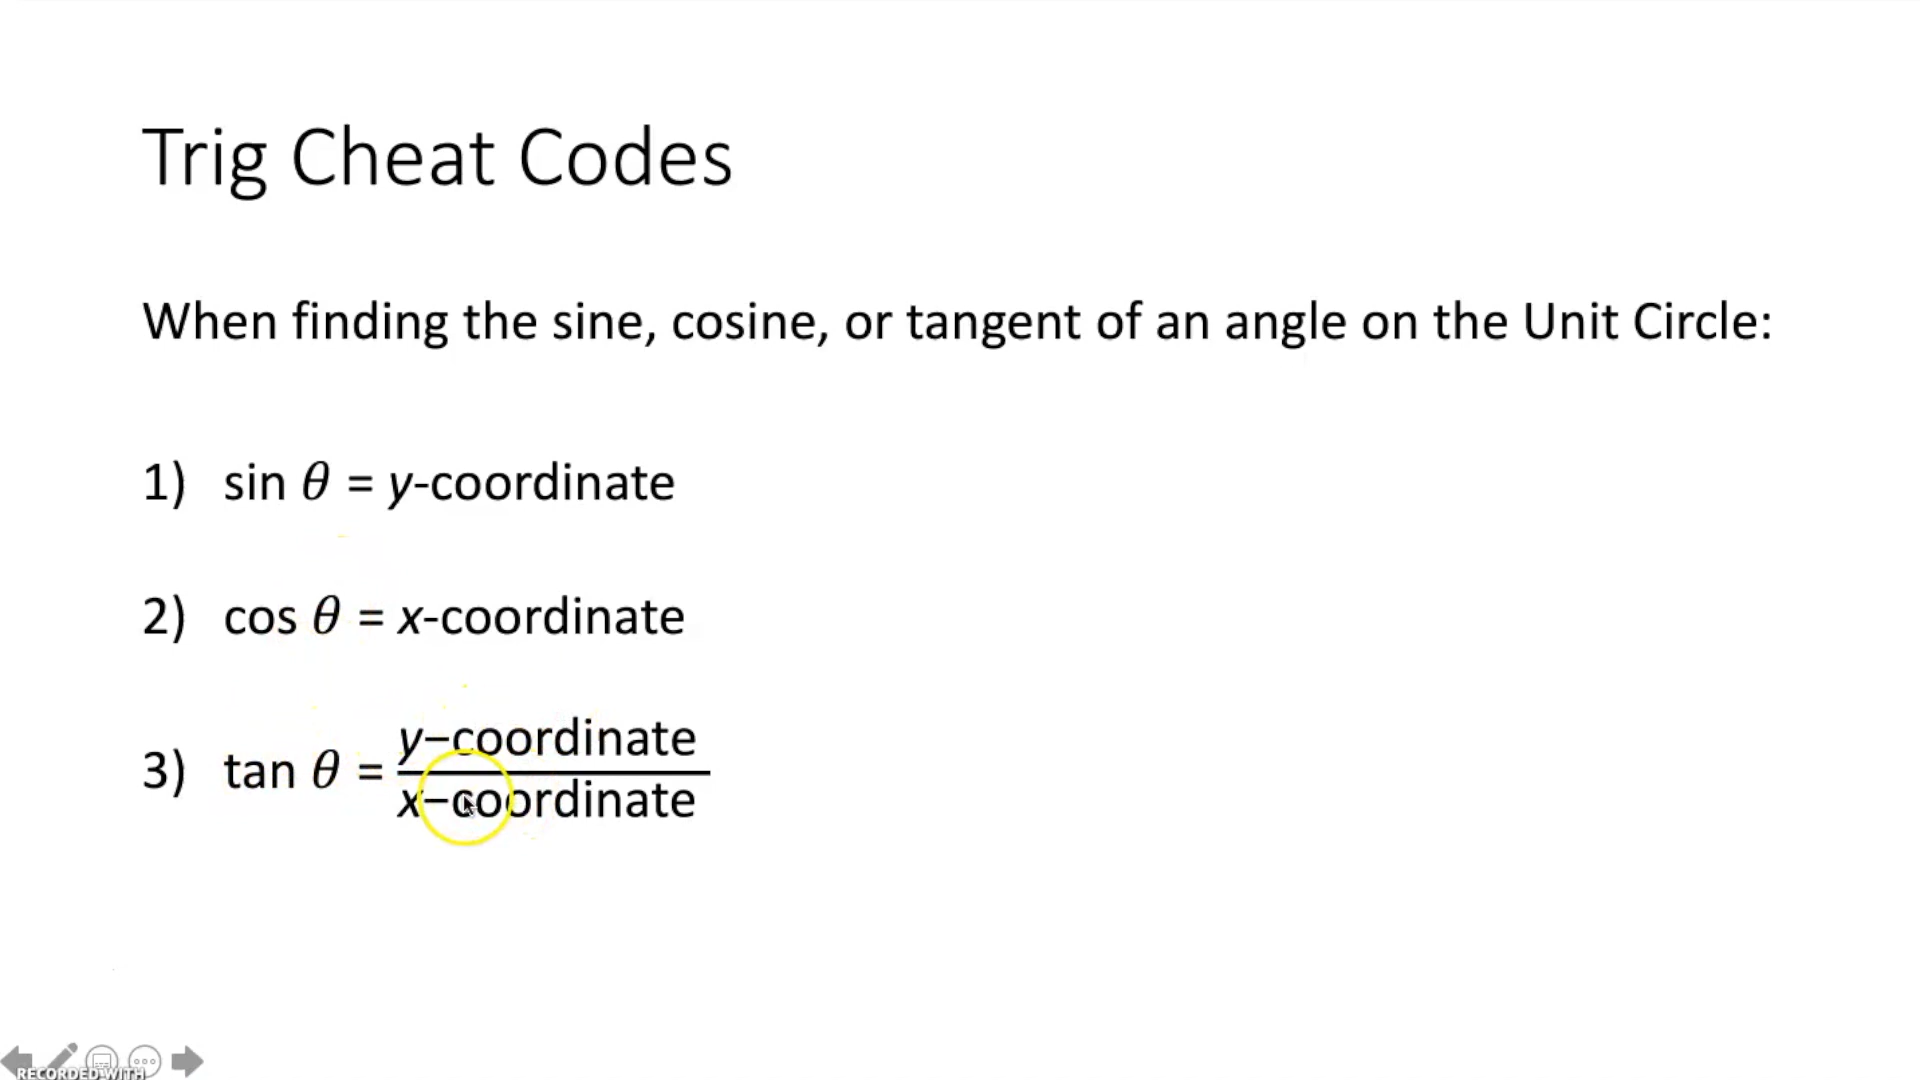 Trig Cheat Codes
When finding the sine, cosine, or tangent of an angle on the Unit Circle:
1) sin θ = y-coordinate
2) cos θ = x-coordinate
3) tan θ = y−coordinate
x−coordinate
RECORDED WITH